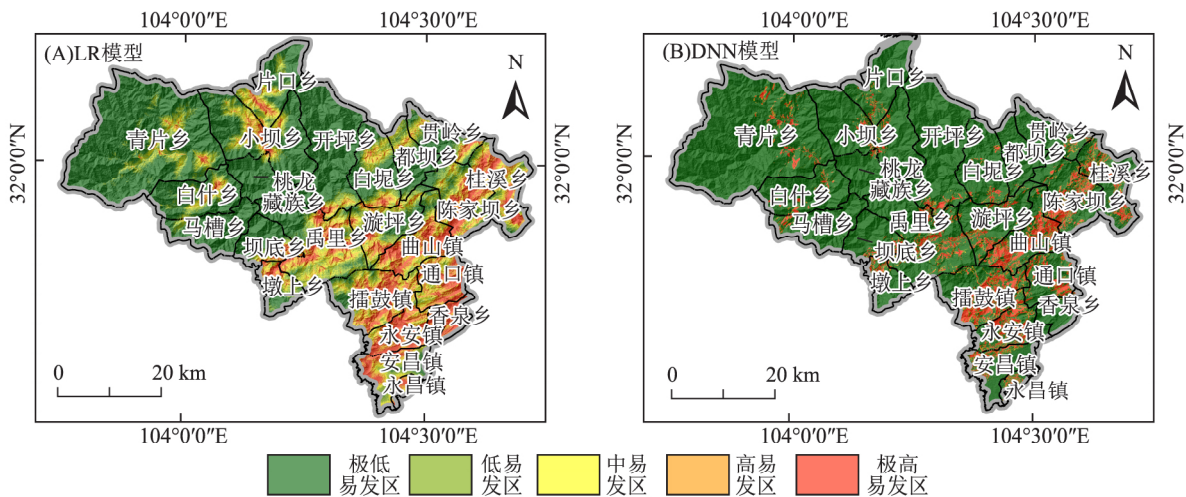 104°0′0″E
104°30′0″E
104°0′0″E
104°30′0″E
(A)LR模型
N
片口乡
青片乡
小坝乡
开坪乡
贯岭乡
都坝乡
白坭乡
桂溪乡
白什乡
桃龙
藏族乡
陈家坝乡
马槽乡
禹里乡
漩坪乡
坝底乡
曲山镇
墩上乡
通口镇
擂鼓镇
香泉乡
永安镇
安昌镇
永昌镇
0
20 km
32°0′0″N
32°0′0″N
(B)DNN模型
N
片口乡
青片乡
小坝乡
开坪乡
贯岭乡
都坝乡
白坭乡
桂溪乡
白什乡
桃龙
藏族乡
陈家坝乡
马槽乡
禹里乡
漩坪乡
坝底乡
曲山镇
墩上乡
通口镇
擂鼓镇
香泉乡
永安镇
安昌镇
永昌镇
0
20 km
32°0′0″N
32°0′0″N
104°0′0″E
104°30′0″E
104°0′0″E
104°30′0″E
极低
易发区
低易
发区
中易
发区
高易
发区
极高
易发区